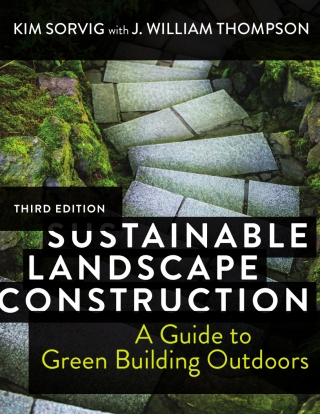 KIM SORVIG with J. WILLIAM THOMPSON
THIRD EDITION
SUSTAINABLE
LANDSCAPE
CONSTRUCTION
A Guide to
Green Building Outdoors